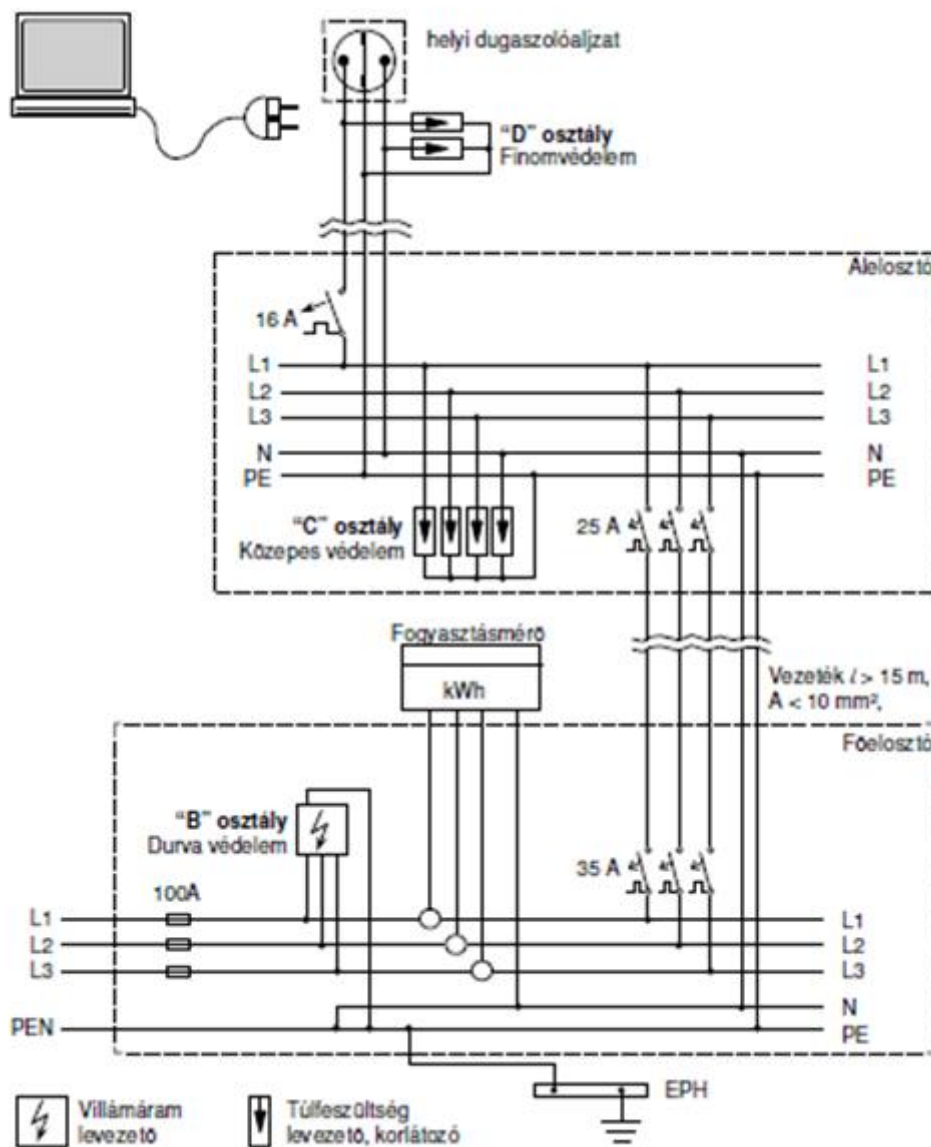 helyi dugaszolóaljzat
“D” osztály
Finomvédelem
Alelosztó
16 A
L1
L2
L3
N
PE
L1
L2
L3
N
PE
“C” osztály
Közepes védelem
25 A
Fogyasztásmérő
kWh
Vezeték l > 15 m,
A < 10 mm²,
Főelosztó
“B” osztály
Durva védelem
35 A
100A
L1
L2
L3
PEN
L1
L2
L3
N
PE
EPH
Villámáram
levezető
Túlfeszültség
levezető, korlátozó